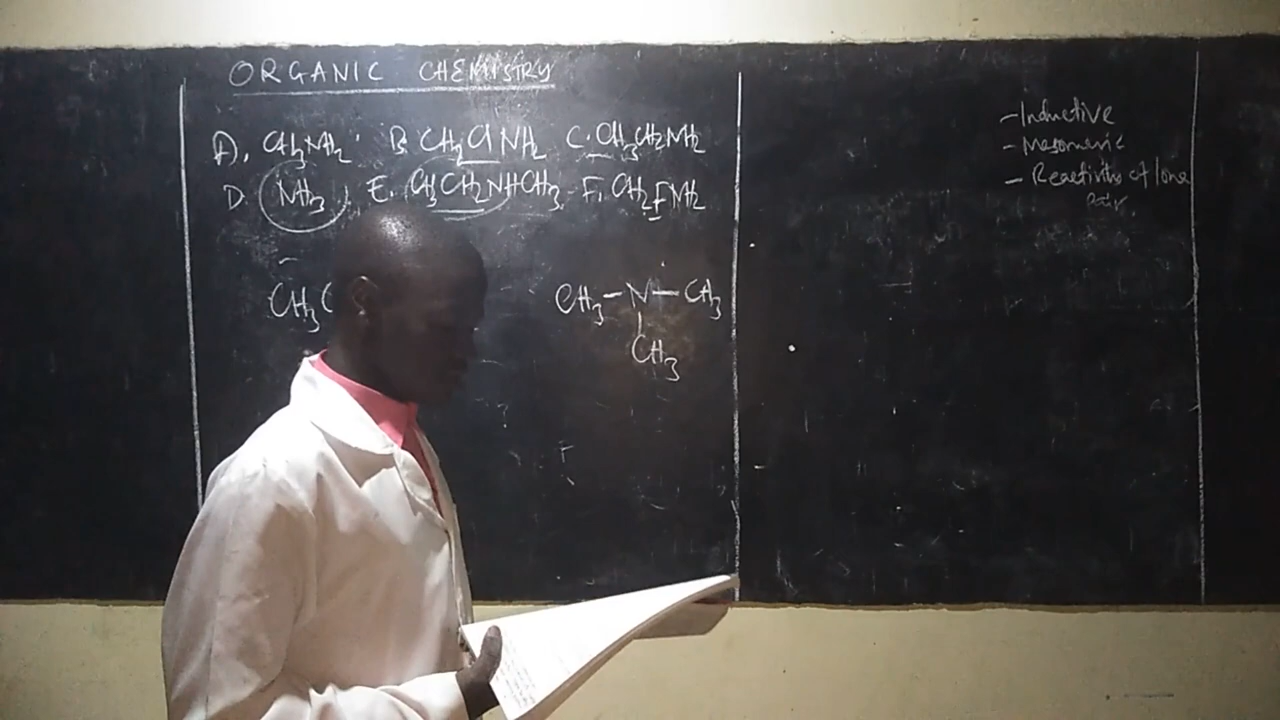 ORGANIC CHEMISTRY
A). CH3NH2 B. CH2ClNH2 C. CH3CH2NH2
D. NH3 E. CH3CH2NHCH3 F. CH2FNH2
CH3
CH3-N-CH3
CH3
- Inductive
- Mesomeric
- Reactivity of lone
pair